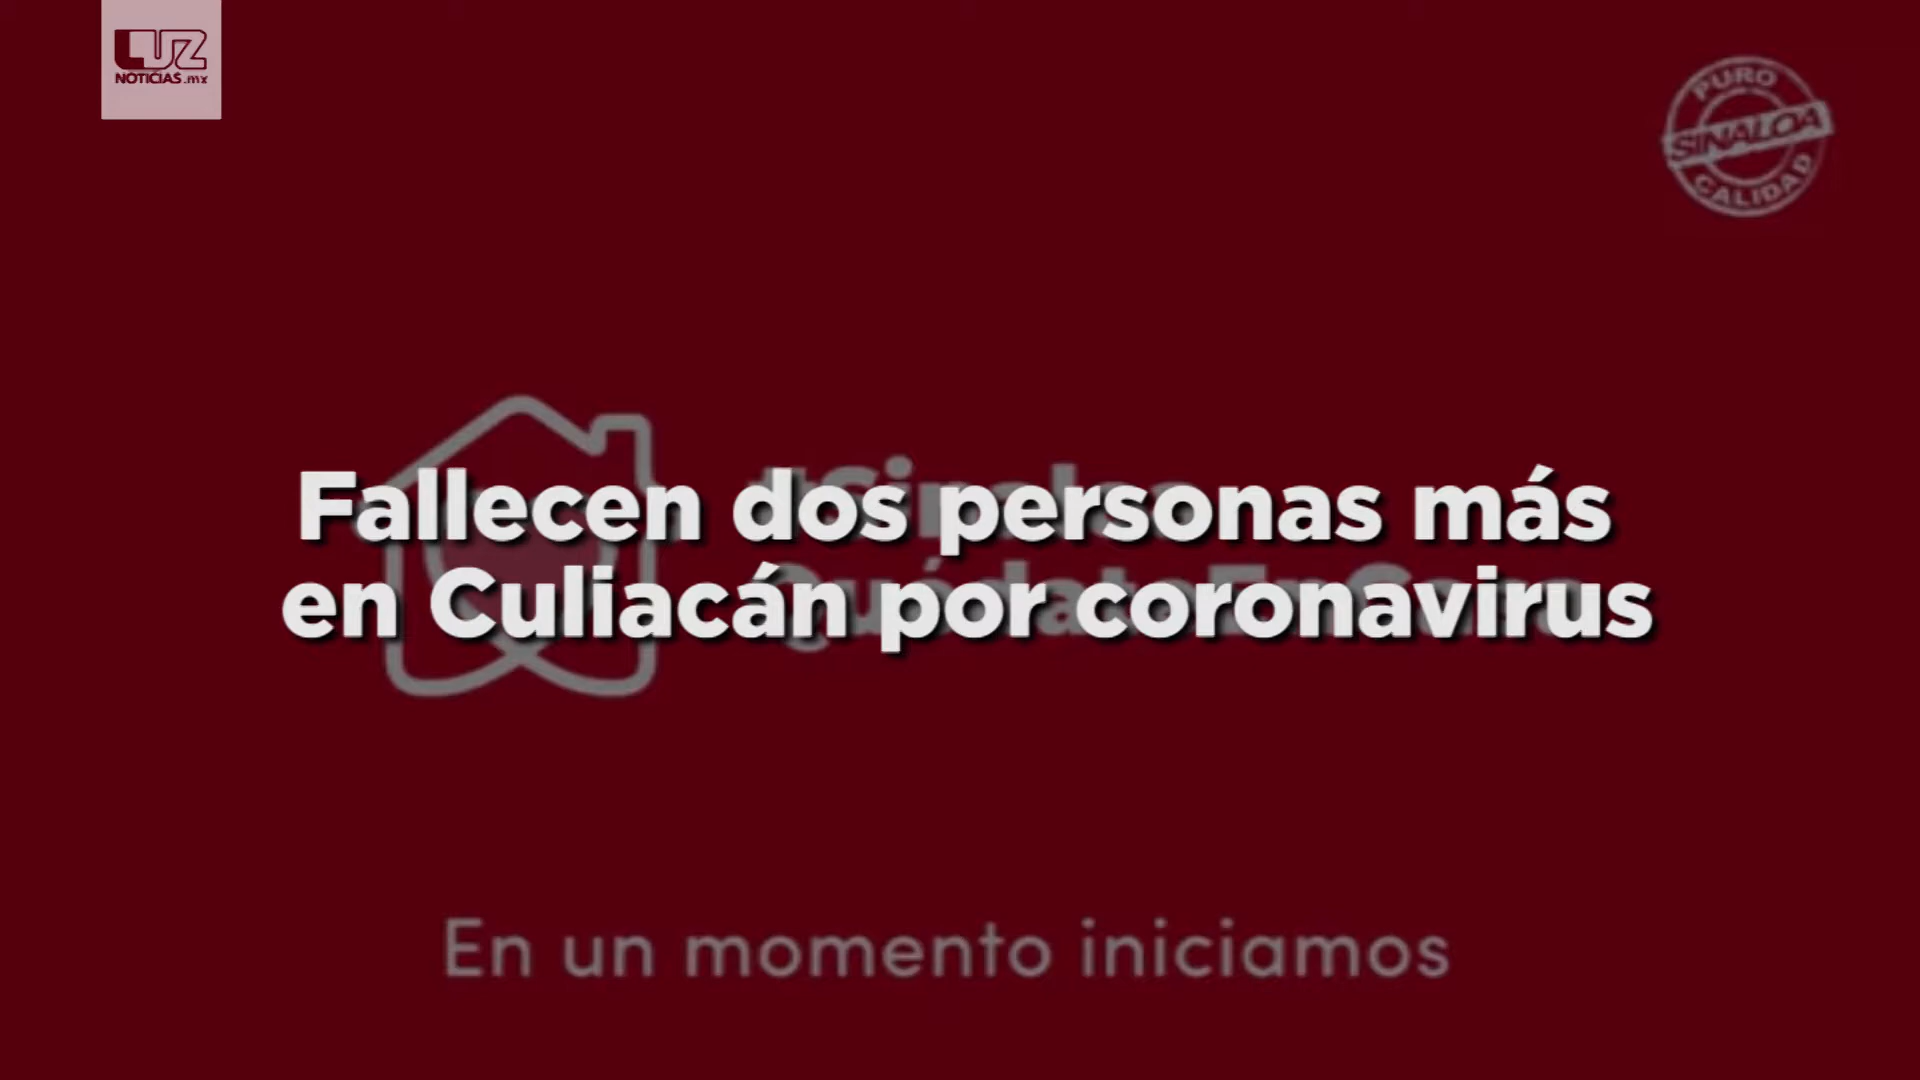 LUZ
NOTICIAS.mx
PURO
SINALOA
CALIDAD
Fallecen dos personas más
en Culiacán por coronavirus
En un momento iniciamos